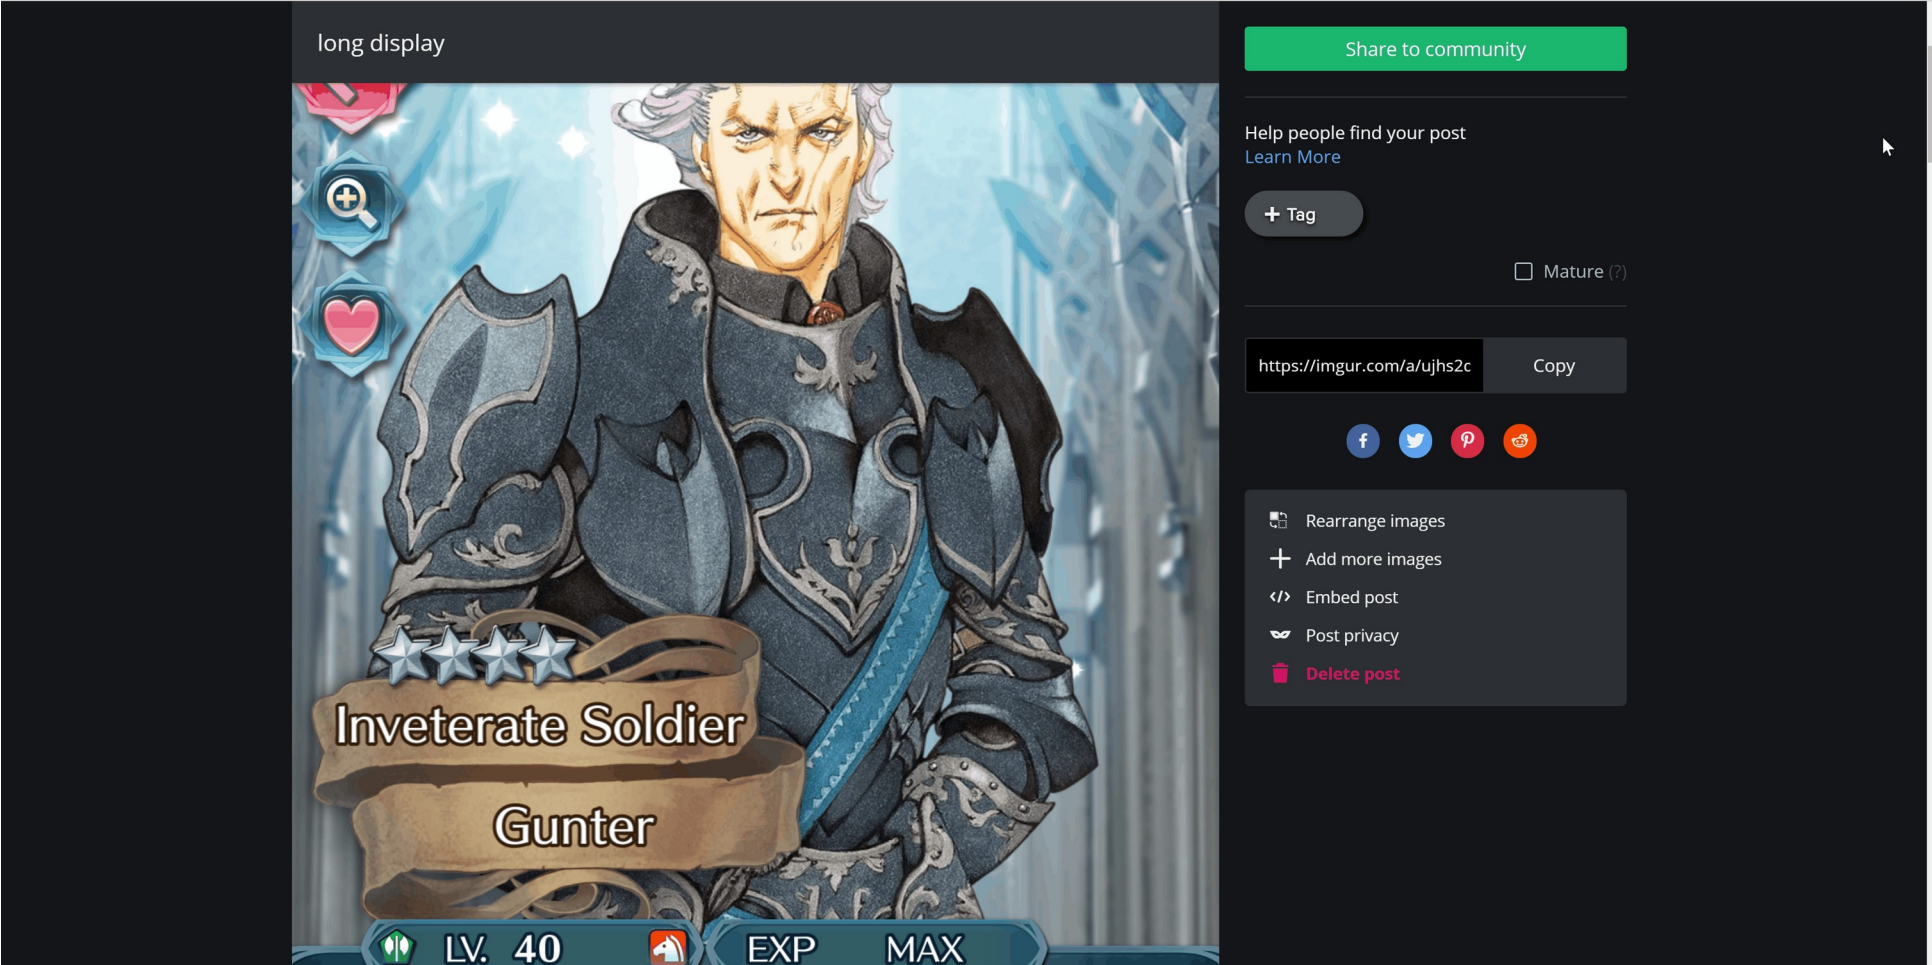 long display
Inveterate Soldier
Gunter
LV. 40
EXP MAX
Share to community
Help people find your post
Learn More
+ Tag
Mature (?)
https://imgur.com/a/ujhs2c
Copy
Rearrange images
Add more images
Embed post
Post privacy
Delete post